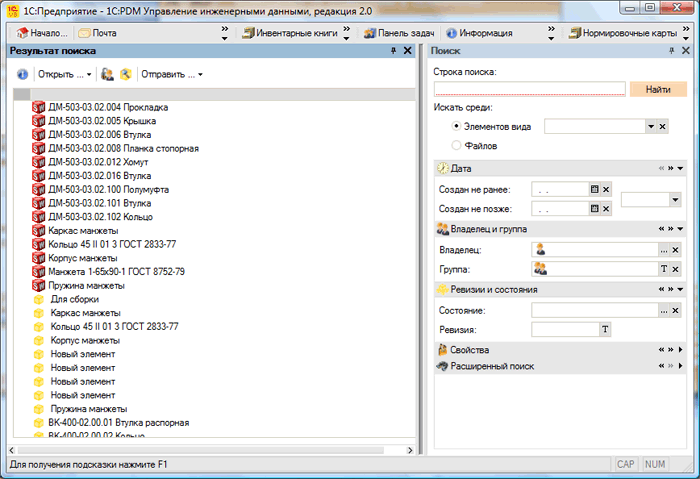 1С:Предприятие - 1С:PDM Управление инженерными данными, редакция 2.0
Начало... Почта » Инвентарные книги » Панель задач Информация » Нормировочные карты »
Результат поиска
Открыть ... Отправить ...
ДМ-503-03.02.004 Прокладка
ДМ-503-03.02.005 Крышка
ДМ-503-03.02.006 Втулка
ДМ-503-03.02.008 Планка стопорная
ДМ-503-03.02.012 Хомут
ДМ-503-03.02.016 Втулка
ДМ-503-03.02.100 Полумуфта
ДМ-503-03.02.101 Втулка
ДМ-503-03.02.102 Кольцо
Каркас манжеты
Кольцо 45 II 01 3 ГОСТ 2833-77
Корпус манжеты
Манжета 1-65x90-1 ГОСТ 8752-79
Пружина манжеты
Для сборки
Каркас манжеты
Кольцо 45 II 01 3 ГОСТ 2833-77
Корпус манжеты
Новый элемент
Новый элемент
Новый элемент
Новый элемент
Пружина манжеты
ВК-400-02.00.01 Втулка распорная
ВК-400-02.00.02 Кольцо
Поиск
Строка поиска:
Найти
Искать среди:
Элементов вида
Файлов
Дата
Создан не ранее: . .
Создан не позже: . .
Владелец и группа
Владелец: ...
Группа: T
Ревизии и состояния
Состояние: ...
Ревизия: T
Свойства
Расширенный поиск
Для получения подсказки нажмите F1
CAP NUM